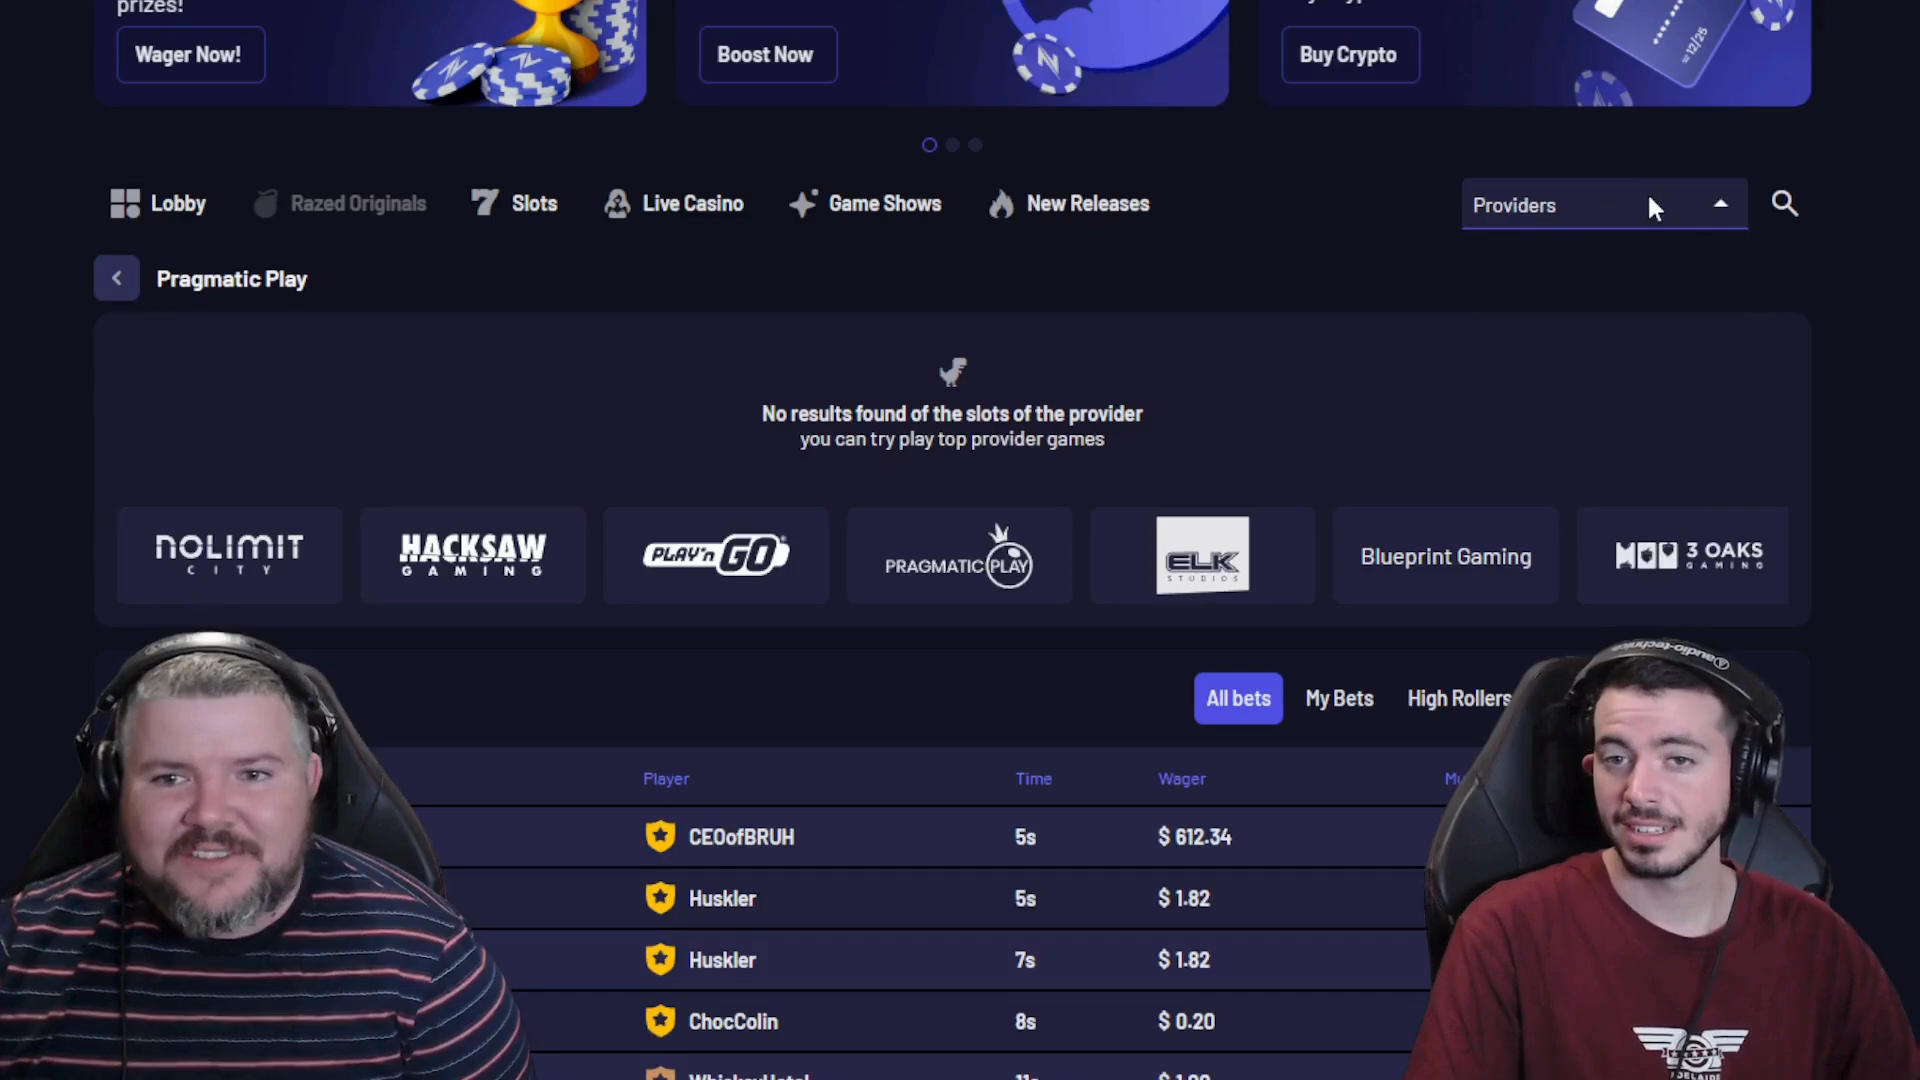 prizes!
Wager Now!
Boost Now
Buy Crypto
12/25
Lobby
Razed Originals
Slots
Live Casino
Game Shows
New Releases
Providers
Pragmatic Play
No results found of the slots of the provider
you can try play top provider games
NOLIMIT
CITY
HACKSAW
GAMING
PLAY'n GO
PRAGMATIC PLAY
ELK
STUDIOS
Blueprint Gaming
3 OAKS
GAMING
All bets
My Bets
High Rollers
Player
Time
Wager
CEOofBRUH
5s
$ 612.34
Huskler
5s
$ 1.82
Huskler
7s
$ 1.82
ChocColin
8s
$ 0.20
audio-technica